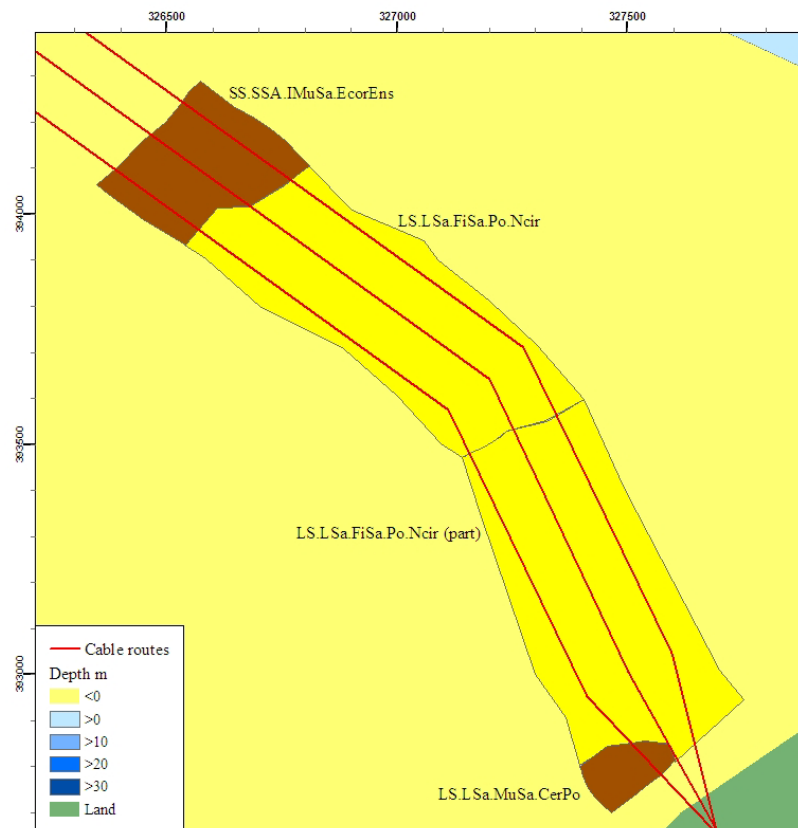 326500 327000 327500
SS.SSA.IMuSa.EcorEns
394000
LS.LSa.FiSa.Po.Ncir
393500
LS.LSa.FiSa.Po.Ncir (part)
393000
LS.LSa.MuSa.CerPo
Cable routes
Depth m
<0
>0
>10
>20
>30
Land